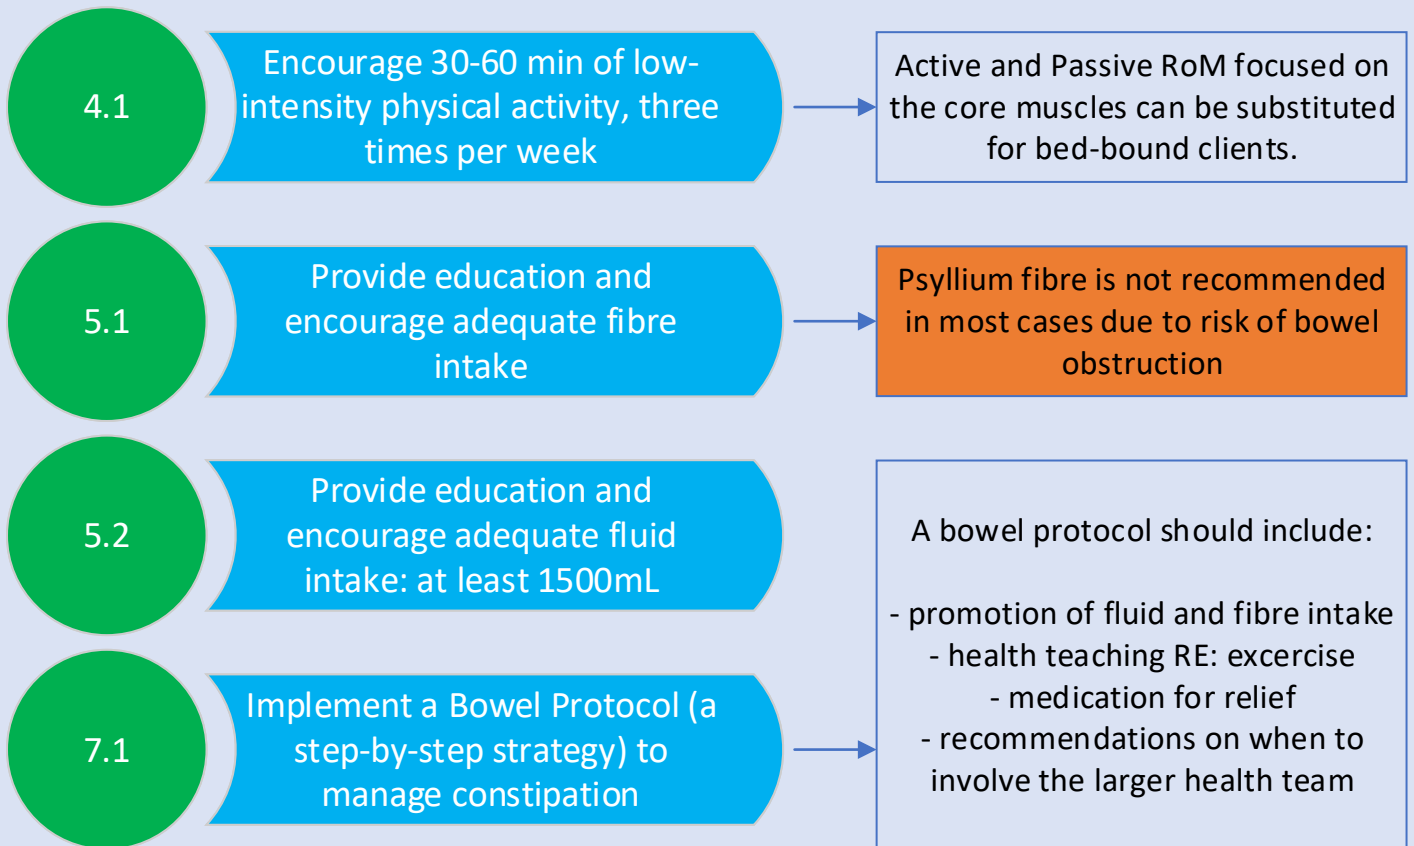 4.1
Encourage 30-60 min of low-
intensity physical activity, three
times per week
Active and Passive RoM focused on
the core muscles can be substituted
for bed-bound clients.
5.1
Provide education and
encourage adequate fibre
intake
Psyllium fibre is not recommended
in most cases due to risk of bowel
obstruction
5.2
Provide education and
encourage adequate fluid
intake: at least 1500mL
7.1
Implement a Bowel Protocol (a
step-by-step strategy) to
manage constipation
A bowel protocol should include:
- promotion of fluid and fibre intake
- health teaching RE: excercise
- medication for relief
- recommendations on when to
involve the larger health team